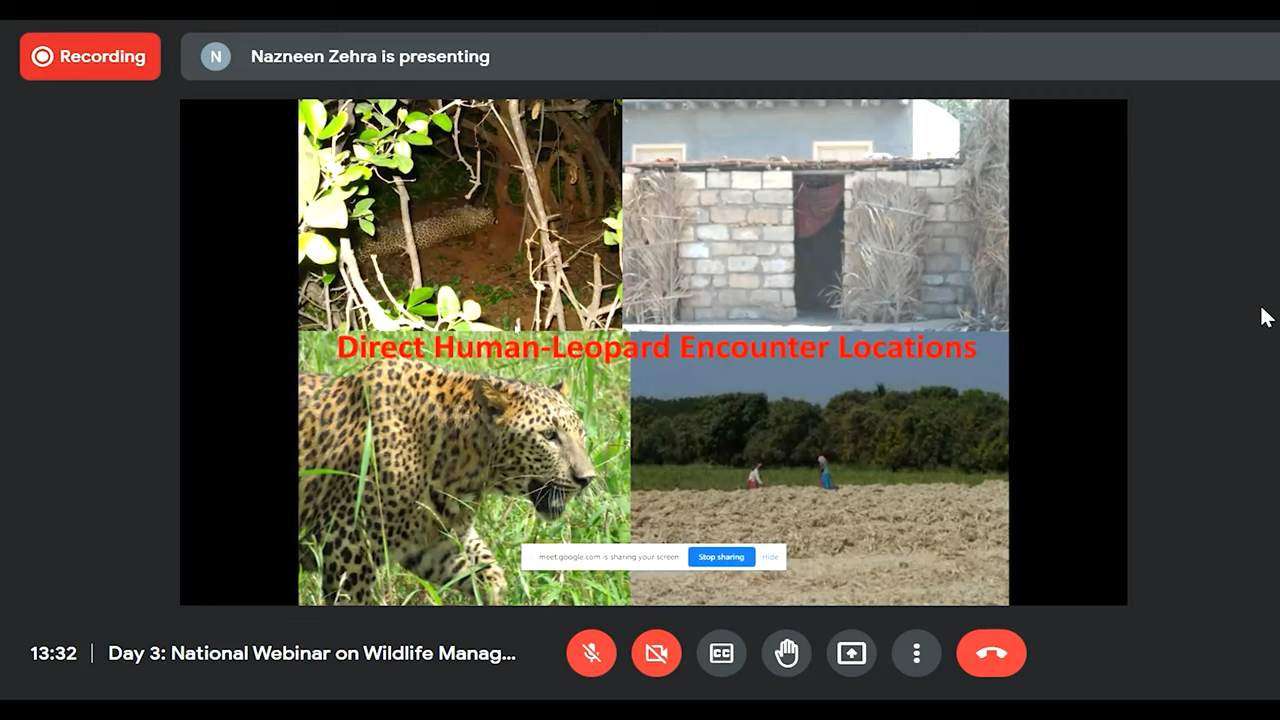 Recording
N
Nazneen Zehra is presenting
Direct Human-Leopard Encounter Locations
meet.google.com is sharing your screen.
Stop sharing
Hide
13:32
Day 3: National Webinar on Wildlife Manag...
CC